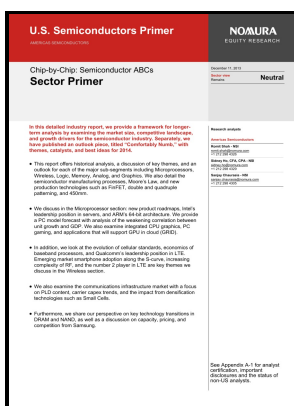 U.S. Semiconductors Primer
AMERICAS SEMICONDUCTORS
NOMURA
EQUITY RESEARCH
Chip-by-Chip: Semiconductor ABCs
Sector Primer
December 11, 2013
Sector view
Remains
Neutral
In this detailed industry report, we provide a framework for longer-
term analysis by examining the market size, competitive landscape,
and growth drivers for the semiconductor industry. Separately, we
have published an outlook piece, titled "Comfortably Numb," with
themes, catalysts, and best ideas for 2014.
• This report offers historical analysis, a discussion of key themes, and an
outlook for each of the major sub-segments including Microprocessors,
Wireless, Logic, Memory, Analog, and Graphics. We also detail the
semiconductor manufacturing processes, Moore's Law, and new
production technologies such as FinFET, double and quadruple
patterning, and 450mm.
• We discuss in the Microprocessor section: new product roadmaps, Intel's
leadership position in servers, and ARM's 64-bit architecture. We provide
a PC model forecast with analysis of the weakening correlation between
unit growth and GDP. We also examine integrated CPU graphics, PC
gaming, and applications that will support GPU in cloud (GRID).
• In addition, we look at the evolution of cellular standards, economics of
baseband processors, and Qualcomm's leadership position in LTE.
Emerging market smartphone adoption along the S-curve, increasing
complexity of RF, and the number 2 player in LTE are key themes we
discuss in the Wireless section.
• We also examine the communications infrastructure market with a focus
on PLD content, carrier capex trends, and the impact from densification
technologies such as Small Cells.
• Furthermore, we share our perspective on key technology transitions in
DRAM and NAND, as well as a discussion on capacity, pricing, and
competition from Samsung.
Research analysts
Americas Semiconductors
Romit Shah - NSI
+1 212 298 4326
Sidney Ho, CFA, CPA - NSI
+1 212 298 4329
Sanjay Chaurasia - NSI
See Appendix A-1 for analyst
certification, important
disclosures and the status of
non-US analysts.